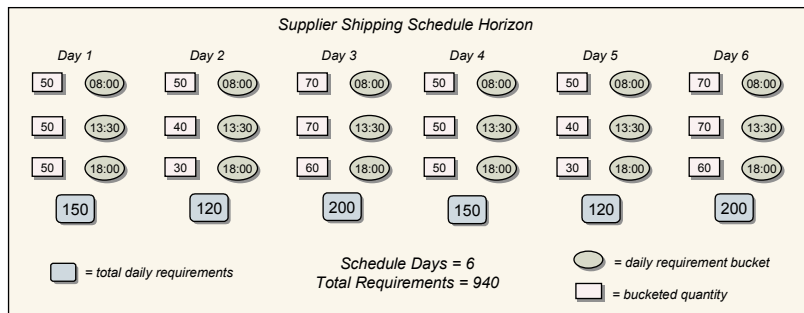 Supplier Shipping Schedule Horizon
Day 1 Day 2 Day 3 Day 4 Day 5 Day 6
50 08:00 50 08:00 70 08:00 50 08:00 50 08:00 70 08:00
50 13:30 40 13:30 70 13:30 50 13:30 40 13:30 70 13:30
50 18:00 30 18:00 60 18:00 50 18:00 30 18:00 60 18:00
150 120 200 150 120 200
= total daily requirements
Schedule Days = 6
Total Requirements = 940
= daily requirement bucket
= bucketed quantity